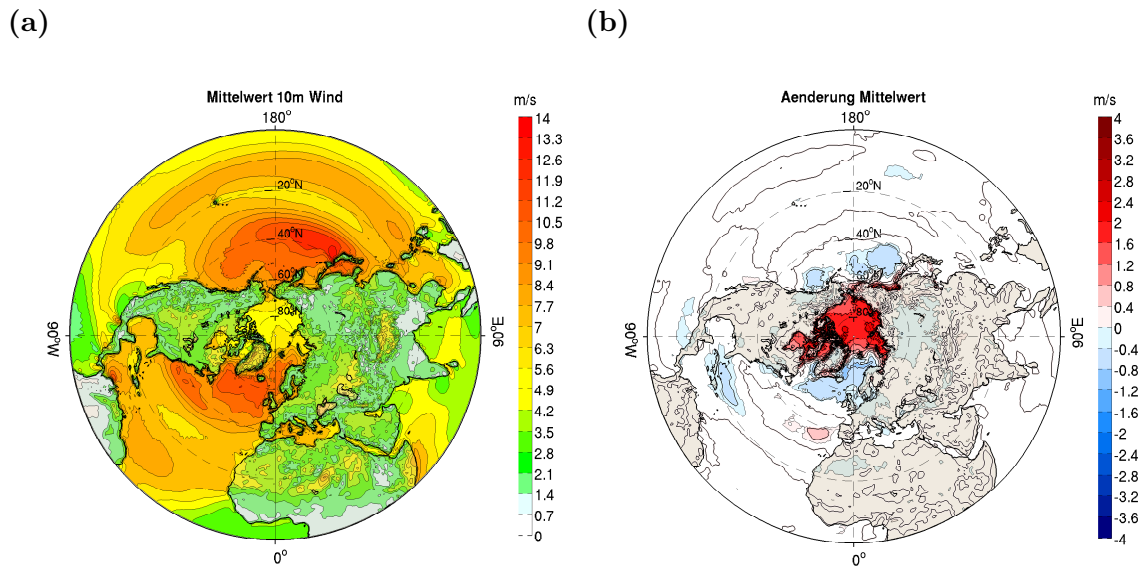 (a)
Mittelwert 10m Wind
180°
20°N
40°N
60°N
80°N
90°W
90°E
0°
m/s
14
13.3
12.6
11.9
11.2
10.5
9.8
9.1
8.4
7.7
7
6.3
5.6
4.9
4.2
3.5
2.8
2.1
1.4
0.7
0
(b)
Aenderung Mittelwert
180°
20°N
40°N
60°N
80°N
90°W
90°E
0°
m/s
4
3.6
3.2
2.8
2.4
2
1.6
1.2
0.8
0.4
0
-0.4
-0.8
-1.2
-1.6
-2
-2.4
-2.8
-3.2
-3.6
-4